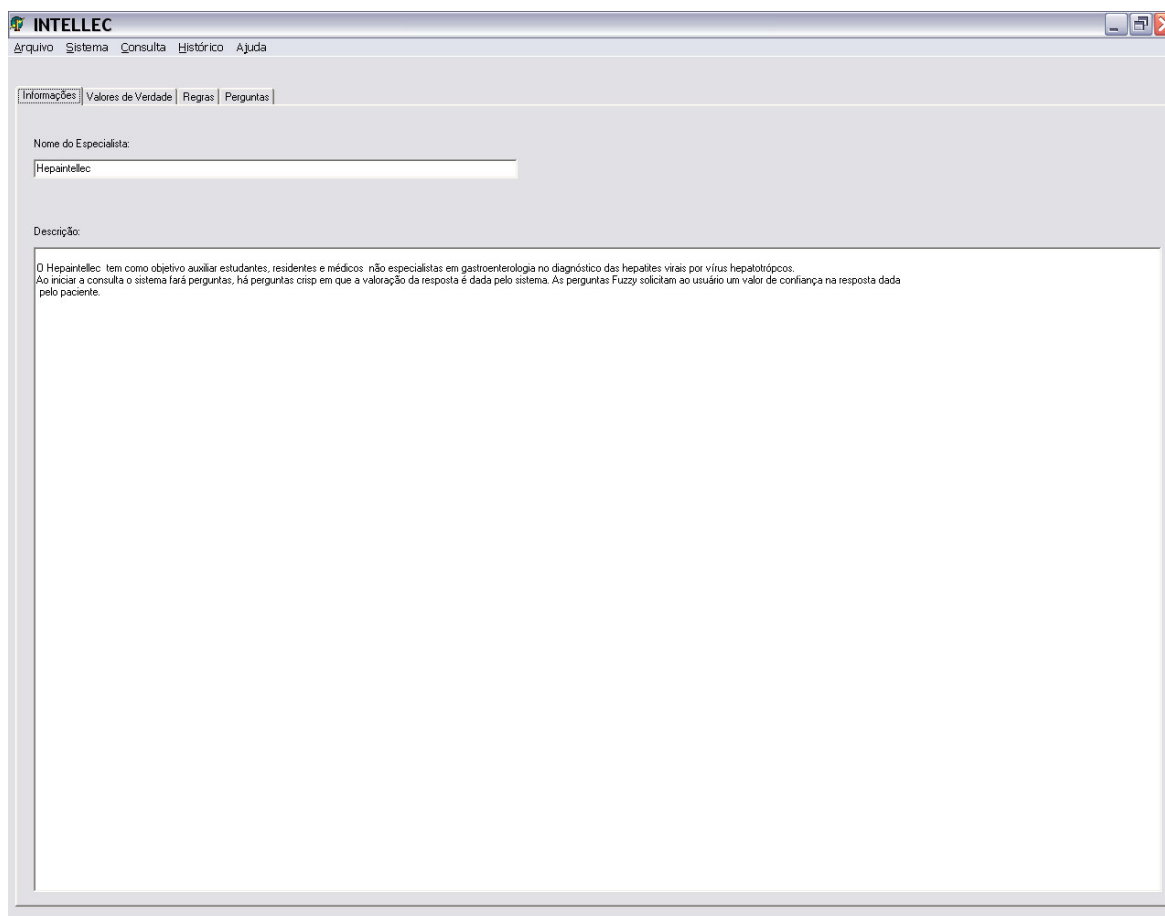 INTELLEC
Arquivo Sistema Consulta Histórico Ajuda
Informações Valores de Verdade Regras Perguntas
Nome do Especialista:
Hepaintellec
Descrição:
O Hepaintellec tem como objetivo auxiliar estudantes, residentes e médicos não especialistas em gastroenterologia no diagnóstico das hepatites virais por vírus hepatotrópcos.
Ao iniciar a consulta o sistema fará perguntas, há perguntas crisp em que a valoração da resposta é dada pelo sistema. As perguntas Fuzzy solicitam ao usuário um valor de confiança na resposta dada
pelo paciente.